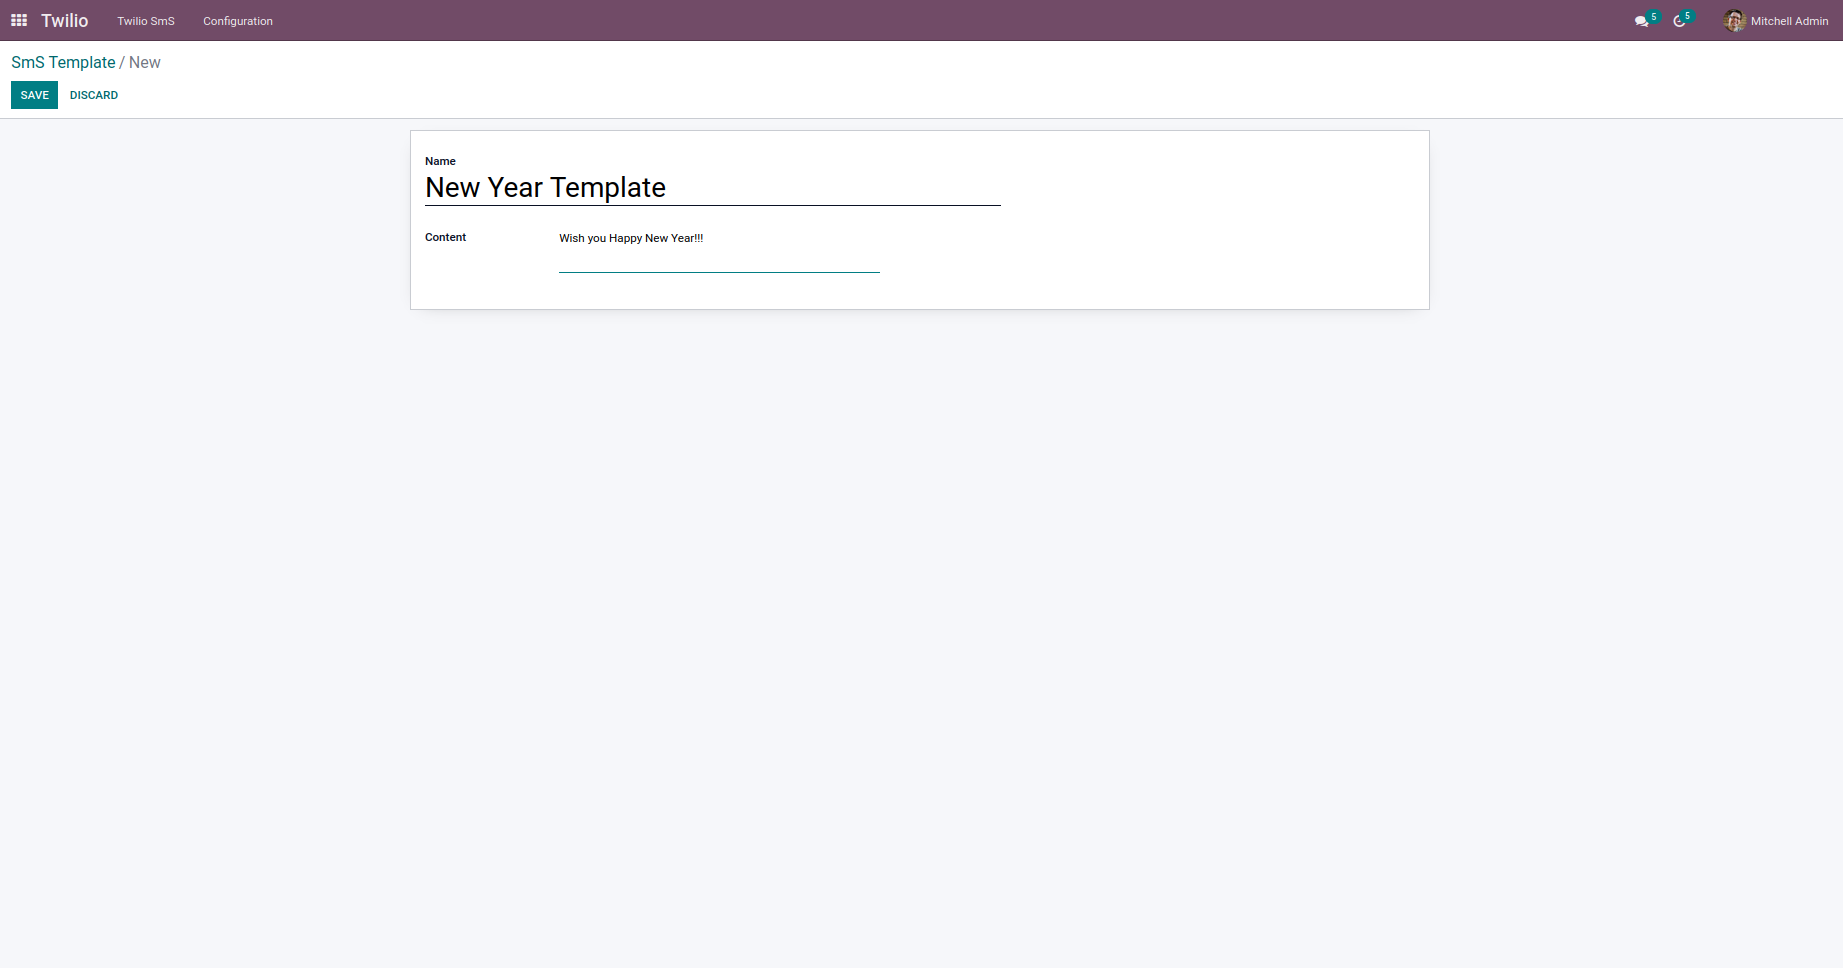 Twilio Twilio SmS Configuration 5 5 Mitchell Admin
SmS Template / New
SAVE DISCARD
Name
New Year Template
Content Wish you Happy New Year!!!